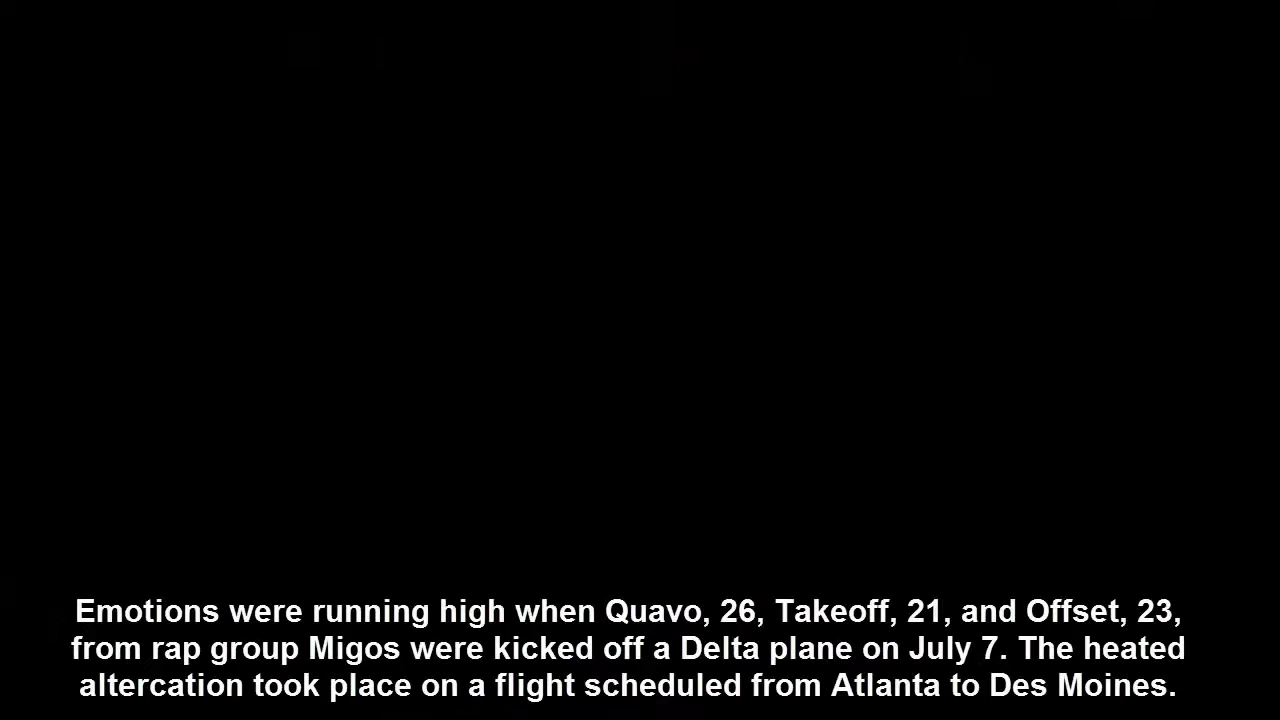 Emotions were running high when Quavo, 26, Takeoff, 21, and Offset, 23,
from rap group Migos were kicked off a Delta plane on July 7. The heated
altercation took place on a flight scheduled from Atlanta to Des Moines.